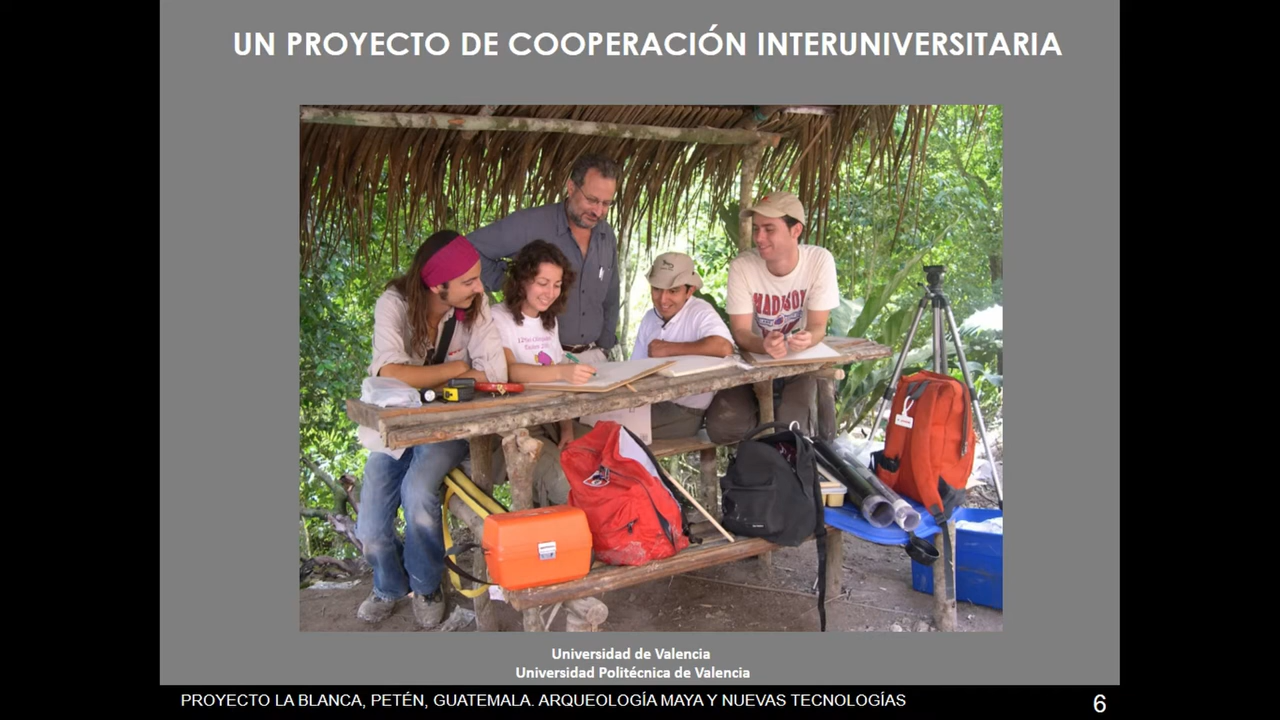 UN PROYECTO DE COOPERACIÓN INTERUNIVERSITARIA
MADISON
Universidad de Valencia
Universidad Politécnica de Valencia
PROYECTO LA BLANCA, PETÉN, GUATEMALA. ARQUEOLOGÍA MAYA Y NUEVAS TECNOLOGÍAS
6